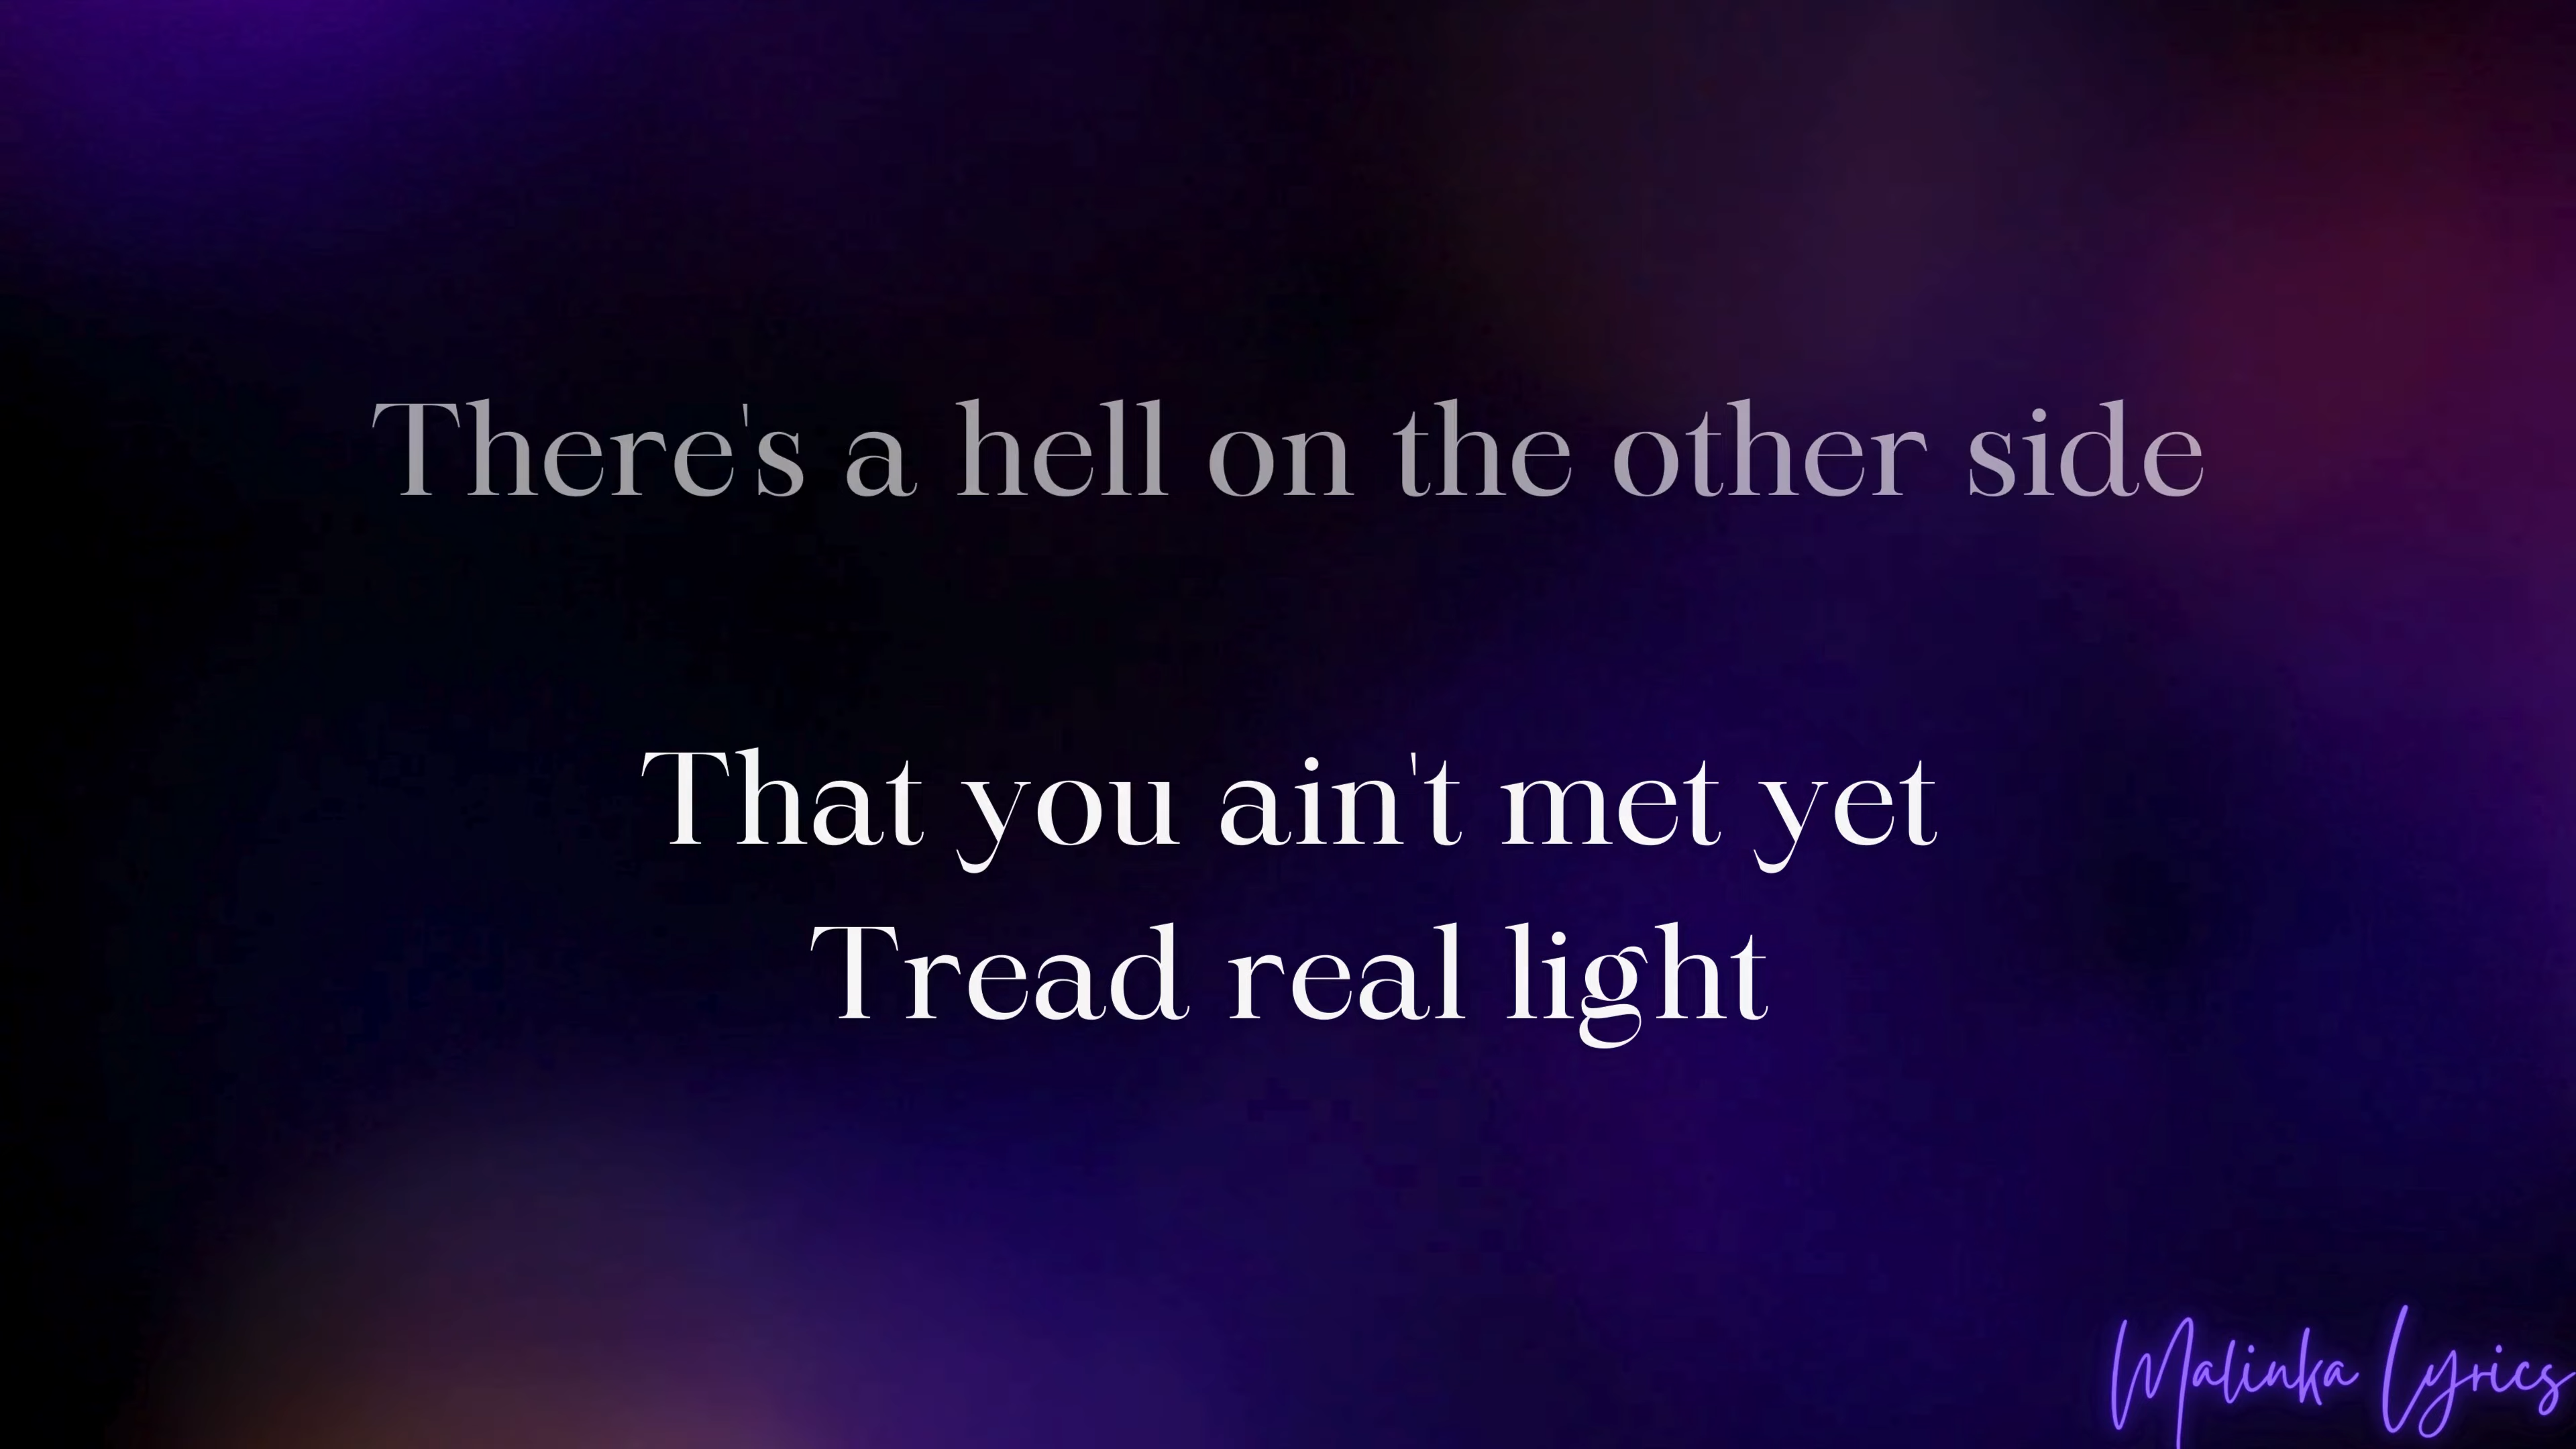 There's a hell on the other side
That you ain't met yet
Tread real light
Malinka Lyrics